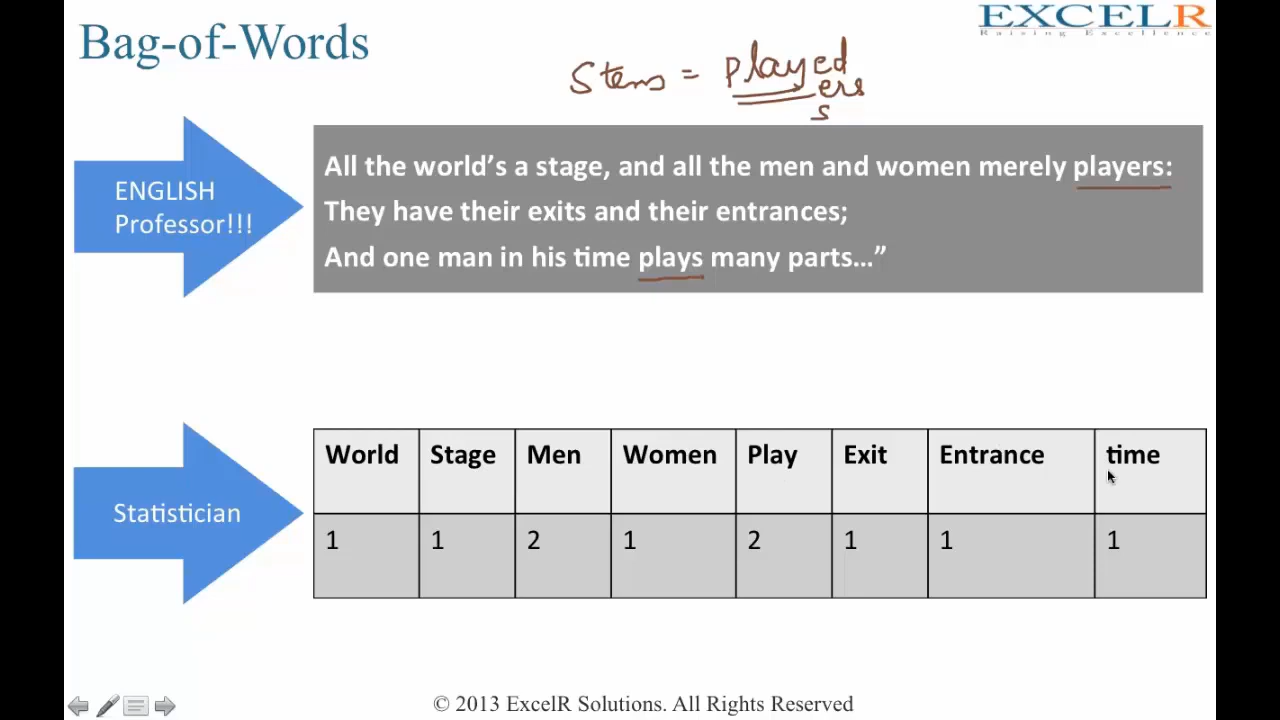 Bag-of-Words
EXCELR
Raising Excellence
Stem = played
ers
s
ENGLISH
Professor!!!
All the world’s a stage, and all the men and women merely players:
They have their exits and their entrances;
And one man in his time plays many parts…”
Statistician
World Stage Men Women Play Exit Entrance time
1 1 2 1 2 1 1 1
© 2013 ExcelR Solutions. All Rights Reserved